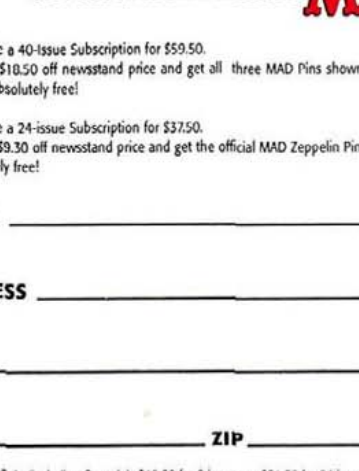 M
e a 40-Issue Subscription for $59.50.
$18.50 off newsstand price and get all three MAD Pins shown
bsolutely free!
e a 24-issue Subscription for $37.50.
$9.30 off newsstand price and get the official MAD Zeppelin Pin
ly free!
ESS
ZIP